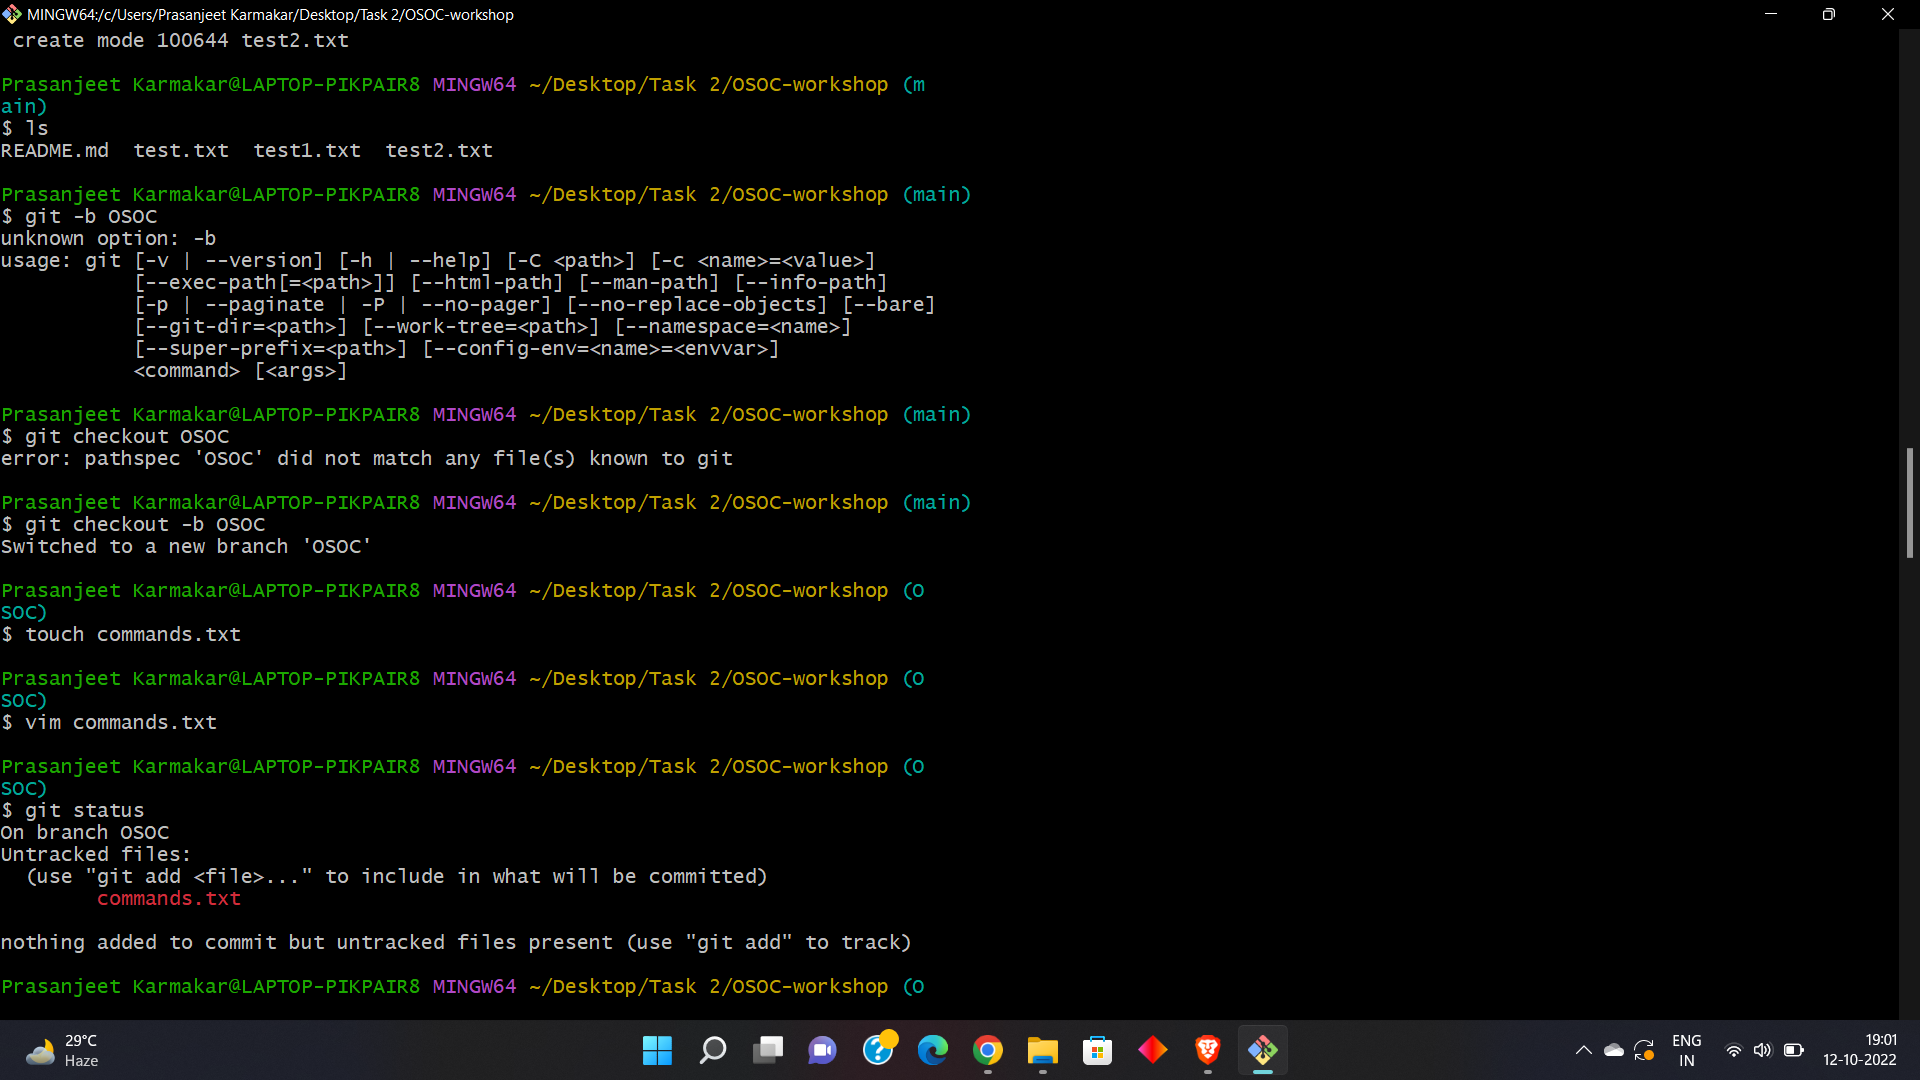 MINGW64:/c/Users/Prasanjeet Karmakar/Desktop/Task 2/OSOC-workshop
 create mode 100644 test2.txt
Prasanjeet Karmakar@LAPTOP-PIKPAIR8 MINGW64 ~/Desktop/Task 2/OSOC-workshop (m
ain)
$ ls
README.md  test.txt  test1.txt  test2.txt
Prasanjeet Karmakar@LAPTOP-PIKPAIR8 MINGW64 ~/Desktop/Task 2/OSOC-workshop (main)
$ git -b OSOC
unknown option: -b
usage: git [-v | --version] [-h | --help] [-C <path>] [-c <name>=<value>]
           [--exec-path[=<path>]] [--html-path] [--man-path] [--info-path]
           [-p | --paginate | -P | --no-pager] [--no-replace-objects] [--bare]
           [--git-dir=<path>] [--work-tree=<path>] [--namespace=<name>]
           [--super-prefix=<path>] [--config-env=<name>=<envvar>]
           <command> [<args>]
Prasanjeet Karmakar@LAPTOP-PIKPAIR8 MINGW64 ~/Desktop/Task 2/OSOC-workshop (main)
$ git checkout OSOC
error: pathspec 'OSOC' did not match any file(s) known to git
Prasanjeet Karmakar@LAPTOP-PIKPAIR8 MINGW64 ~/Desktop/Task 2/OSOC-workshop (main)
$ git checkout -b OSOC
Switched to a new branch 'OSOC'
Prasanjeet Karmakar@LAPTOP-PIKPAIR8 MINGW64 ~/Desktop/Task 2/OSOC-workshop (O
SOC)
$ touch commands.txt
Prasanjeet Karmakar@LAPTOP-PIKPAIR8 MINGW64 ~/Desktop/Task 2/OSOC-workshop (O
SOC)
$ vim commands.txt
Prasanjeet Karmakar@LAPTOP-PIKPAIR8 MINGW64 ~/Desktop/Task 2/OSOC-workshop (O
SOC)
$ git status
On branch OSOC
Untracked files:
  (use "git add <file>..." to include in what will be committed)
        commands.txt
nothing added to commit but untracked files present (use "git add" to track)
Prasanjeet Karmakar@LAPTOP-PIKPAIR8 MINGW64 ~/Desktop/Task 2/OSOC-workshop (O
29°C
Haze
ENG
IN
19:01
12-10-2022